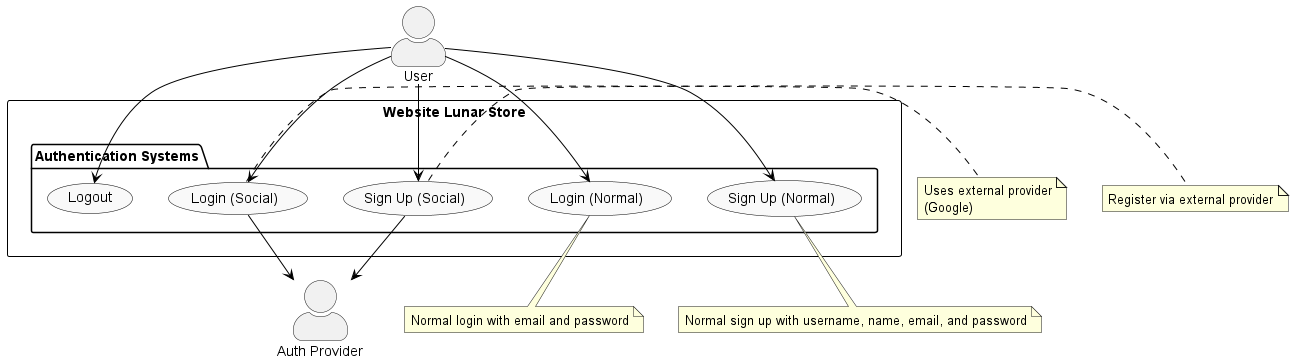 User
Website Lunar Store
Authentication Systems
Logout
Login (Social)
Sign Up (Social)
Login (Normal)
Sign Up (Normal)
Uses external provider
(Google)
Register via external provider
Normal login with email and password
Normal sign up with username, name, email, and password
Auth Provider